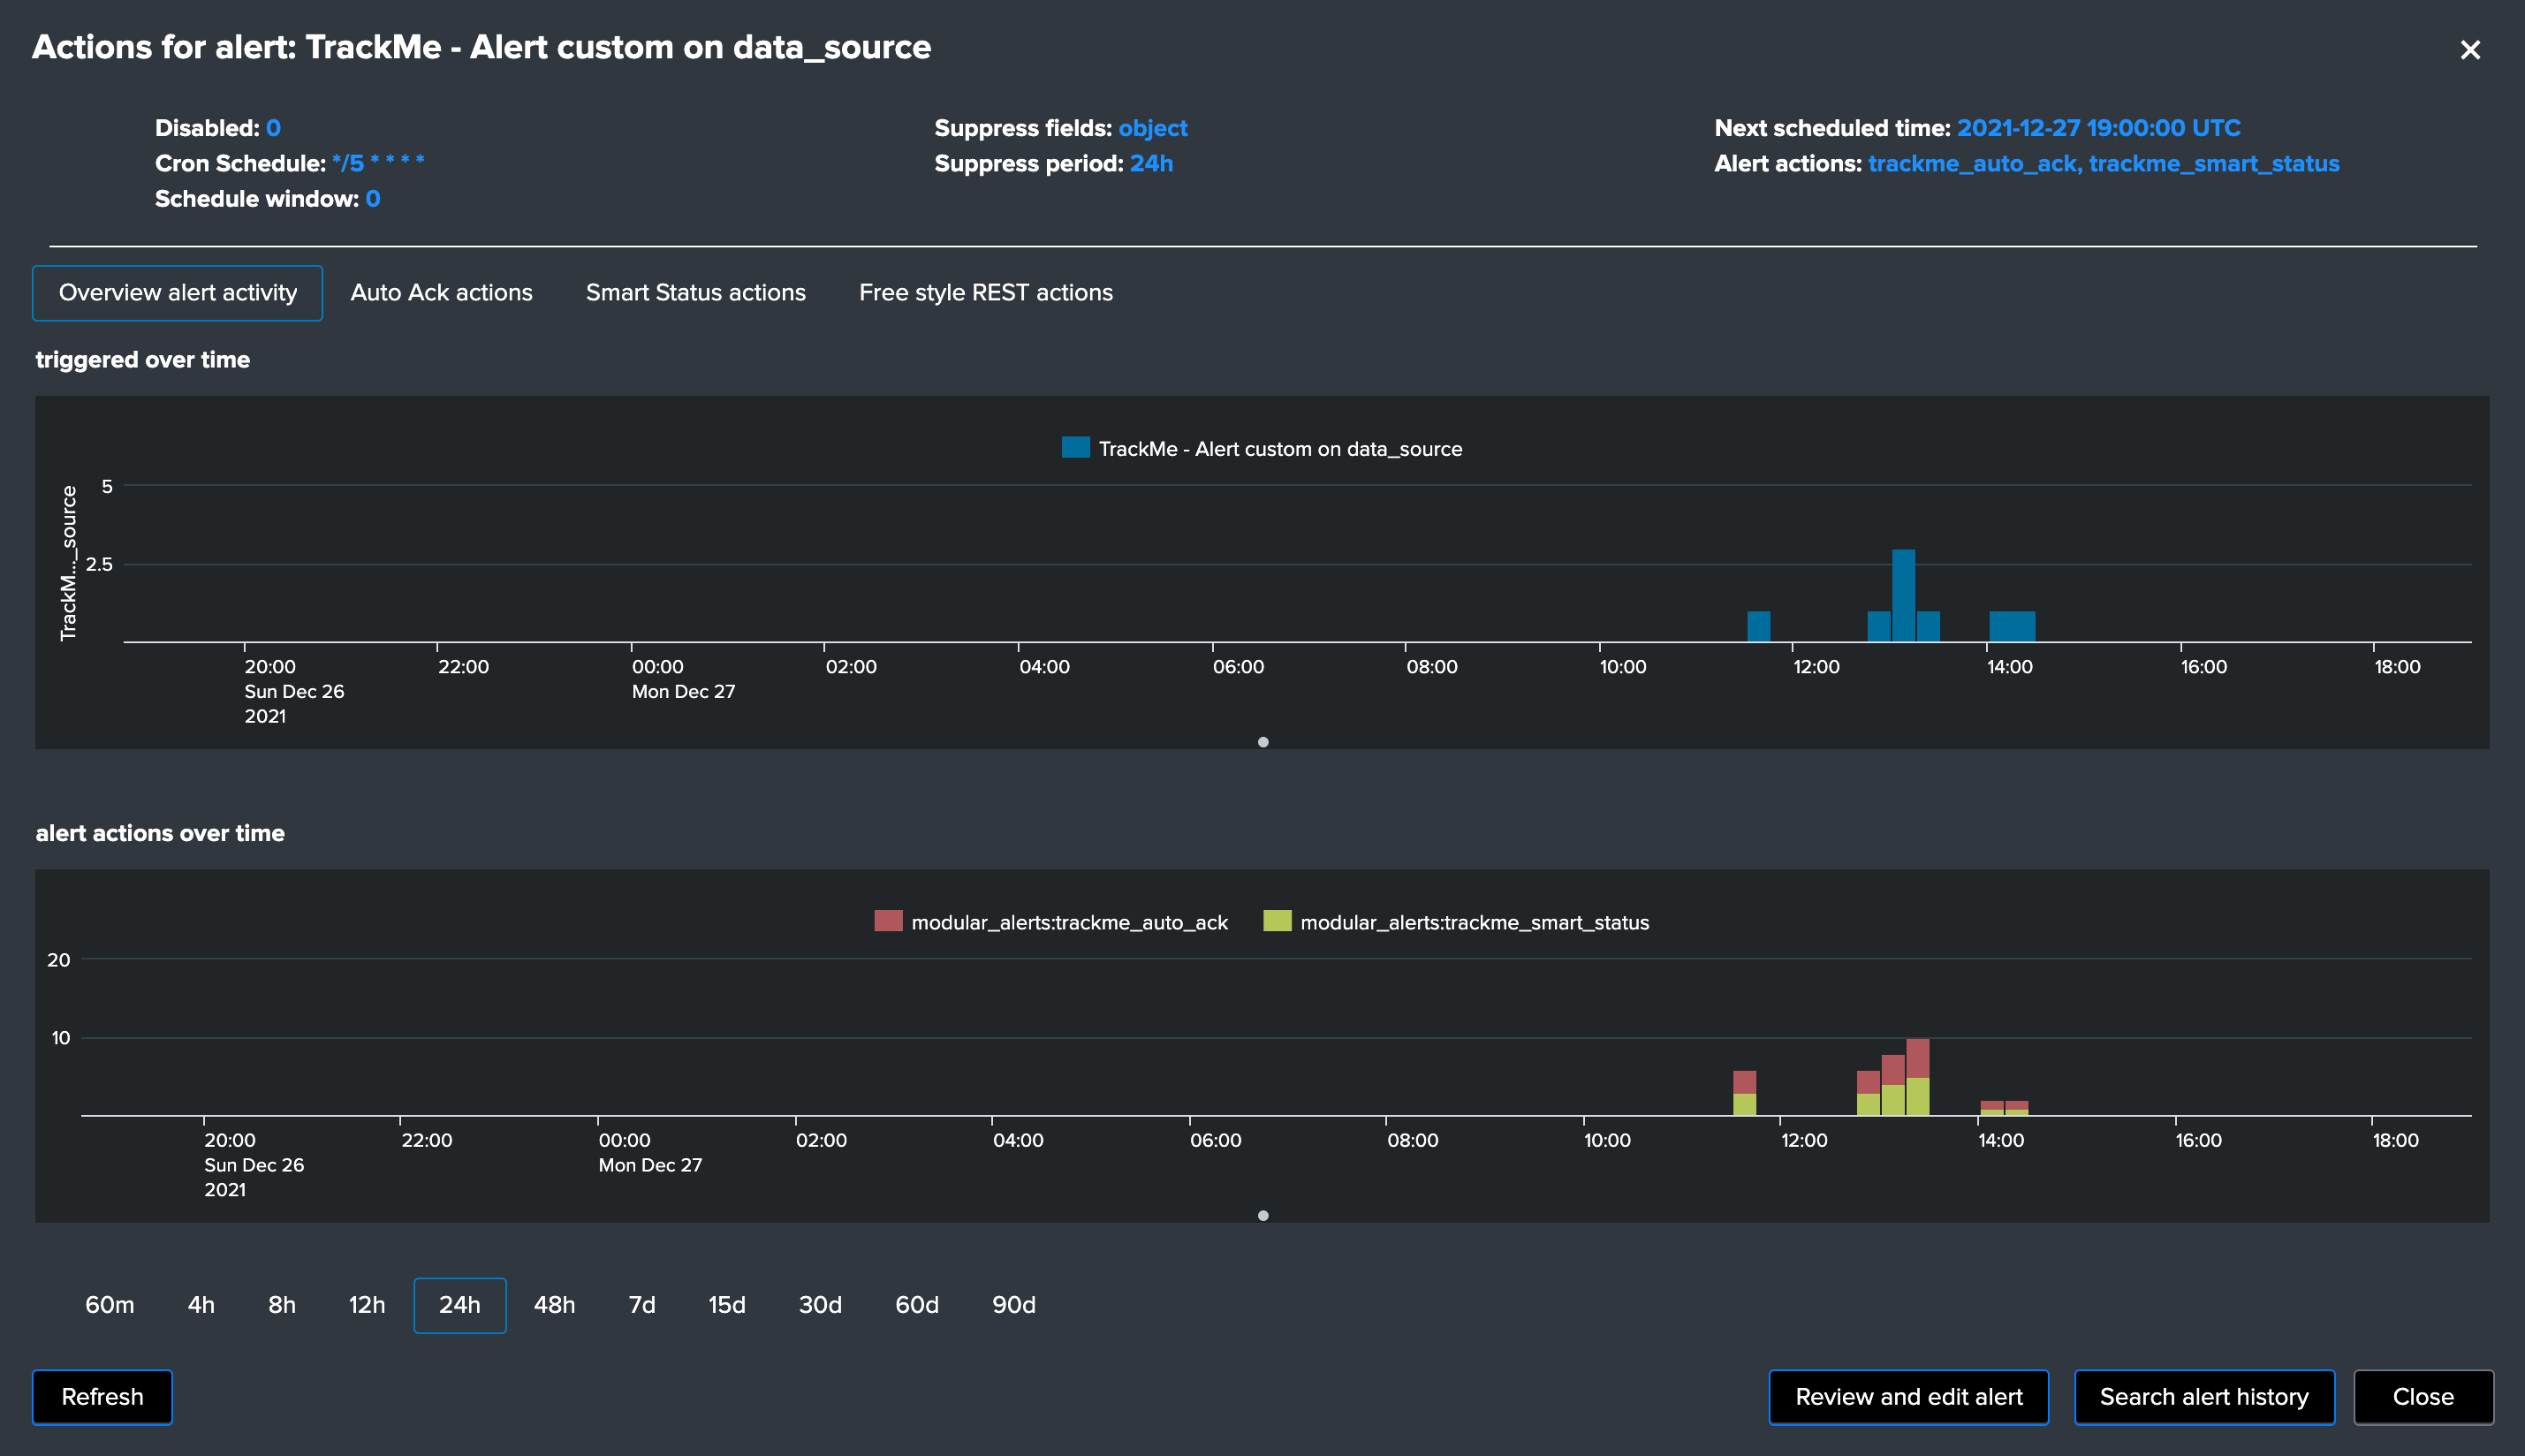 Actions for alert: TrackMe - Alert custom on data_source
Disabled: 0
Cron Schedule: */5 * * * *
Schedule window: 0
Suppress fields: object
Suppress period: 24h
Next scheduled time: 2021-12-27 19:00:00 UTC
Alert actions: trackme_auto_ack, trackme_smart_status
Overview alert activity
Auto Ack actions
Smart Status actions
Free style REST actions
triggered over time
TrackMe - Alert custom on data_source
TrackM..._source
5
2.5
20:00 22:00 00:00 02:00 04:00 06:00 08:00 10:00 12:00 14:00 16:00 18:00
Sun Dec 26 Mon Dec 27
2021
alert actions over time
modular_alerts:trackme_auto_ack modular_alerts:trackme_smart_status
20
10
20:00 22:00 00:00 02:00 04:00 06:00 08:00 10:00 12:00 14:00 16:00 18:00
Sun Dec 26 Mon Dec 27
2021
60m 4h 8h 12h 24h 48h 7d 15d 30d 60d 90d
Refresh
Review and edit alert
Search alert history
Close